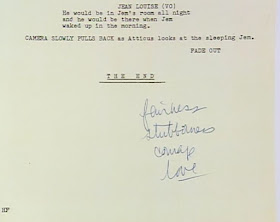 JEAN LOUISE (VO)
He would be in Jem's room all night
and he would be there when Jem
waked up in the morning.
CAMERA SLOWLY PULLS BACK as Atticus looks at the sleeping Jem.
FADE OUT
THE END
fairness
stubborness
courage
love
HF